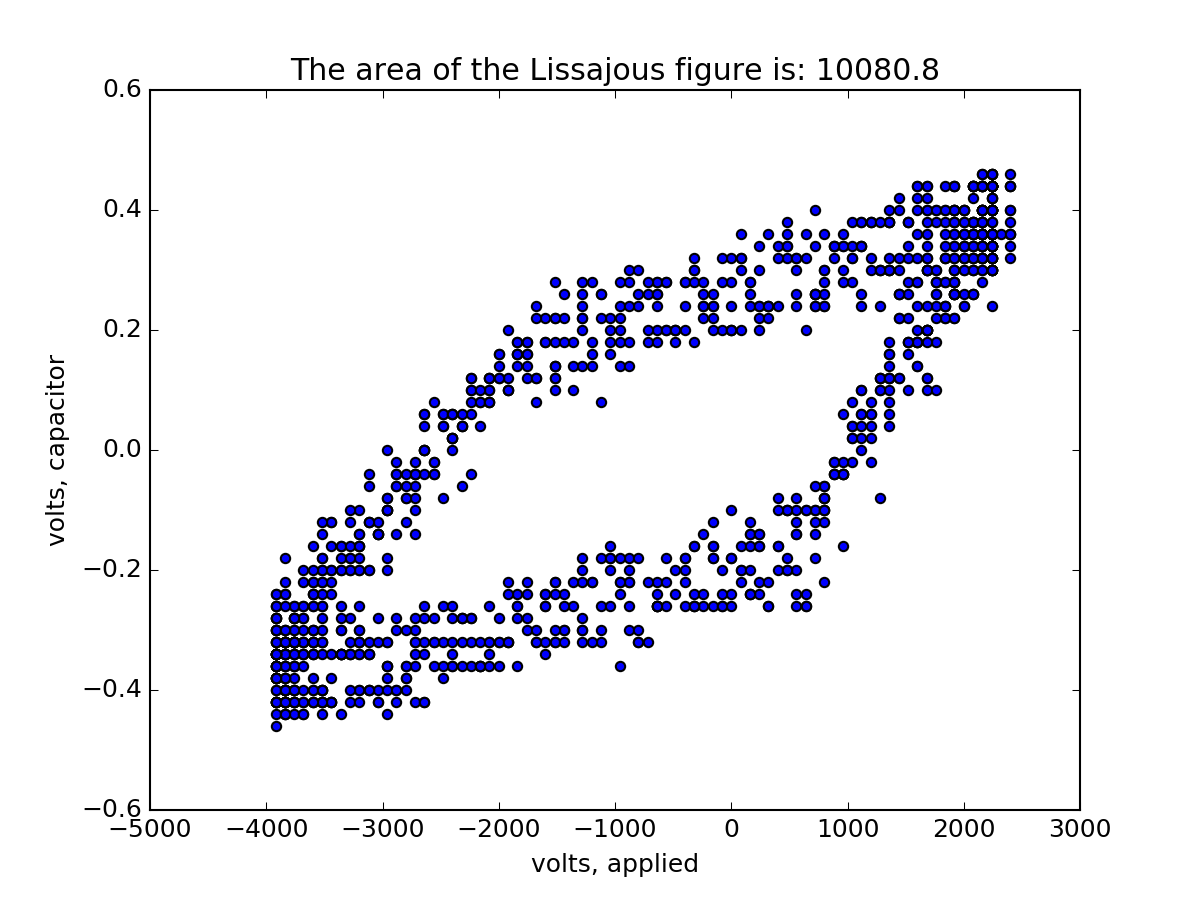 The area of the Lissajous figure is: 10080.8
0.6
0.4
0.2
0.0
−0.2
−0.4
−0.6
volts, capacitor
−5000 −4000 −3000 −2000 −1000 0 1000 2000 3000
volts, applied